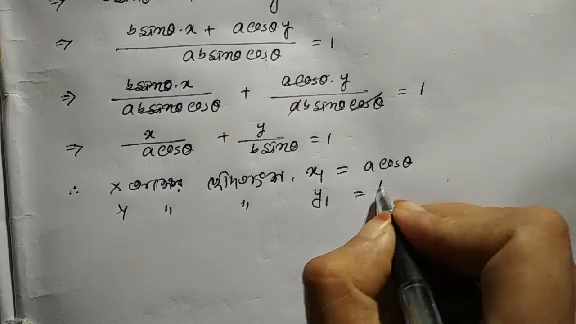 ⇒ (b sinθ·x + a cosθ y) / (ab sinθ cosθ) = 1
⇒ b sinθ·x / (ab sinθ cosθ) + a cosθ·y / (ab sinθ cosθ) = 1
⇒ x / (a cosθ) + y / (b sinθ) = 1
∴ x অক্ষের ছেদিতাংশ, x₁ = a cosθ
y " " y₁ =